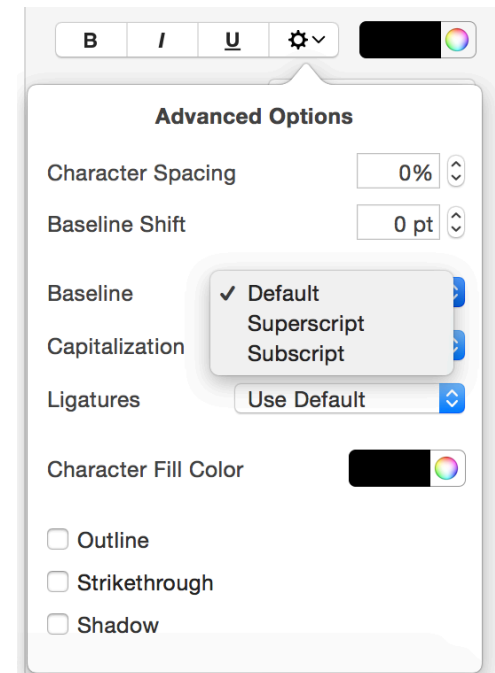 B I U
Advanced Options
Character Spacing 0%
Baseline Shift 0 pt
Baseline ✓ Default
Superscript
Capitalization
Subscript
Ligatures Use Default
Character Fill Color
Outline
Strikethrough
Shadow